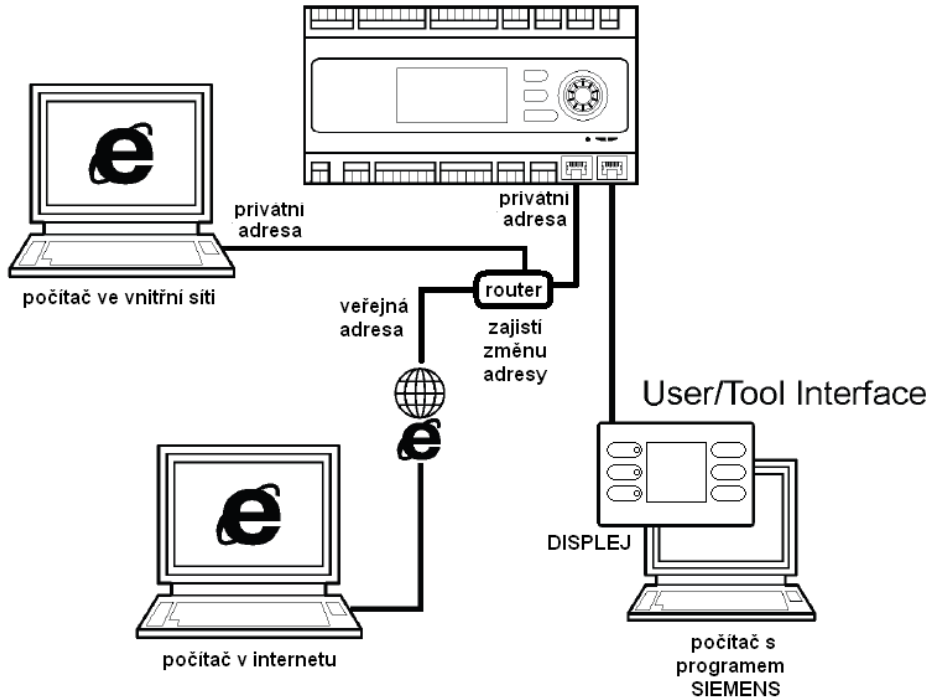 privátní
adresa
privátní
adresa
počítač ve vnitřní síti
veřejná
adresa
router
zajistí
změnu
adresy
User/Tool Interface
DISPLEJ
počítač v internetu
počítač s
programem
SIEMENS